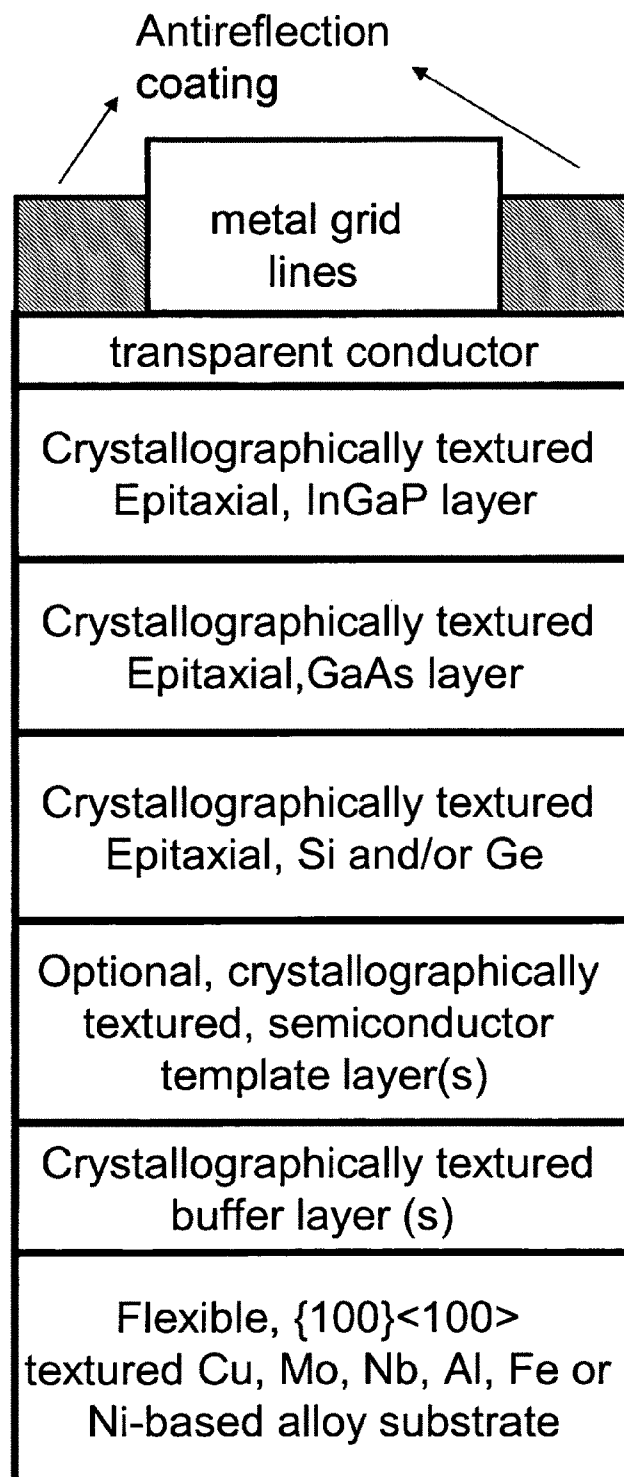 Antireflection
coating
metal grid
lines
transparent conductor
Crystallographically textured
Epitaxial, InGaP layer
Crystallographically textured
Epitaxial,GaAs layer
Crystallographically textured
Epitaxial, Si and/or Ge
Optional, crystallographically
textured, semiconductor
template layer(s)
Crystallographically textured
buffer layer (s)
Flexible, {100}<100>
textured Cu, Mo, Nb, Al, Fe or
Ni-based alloy substrate